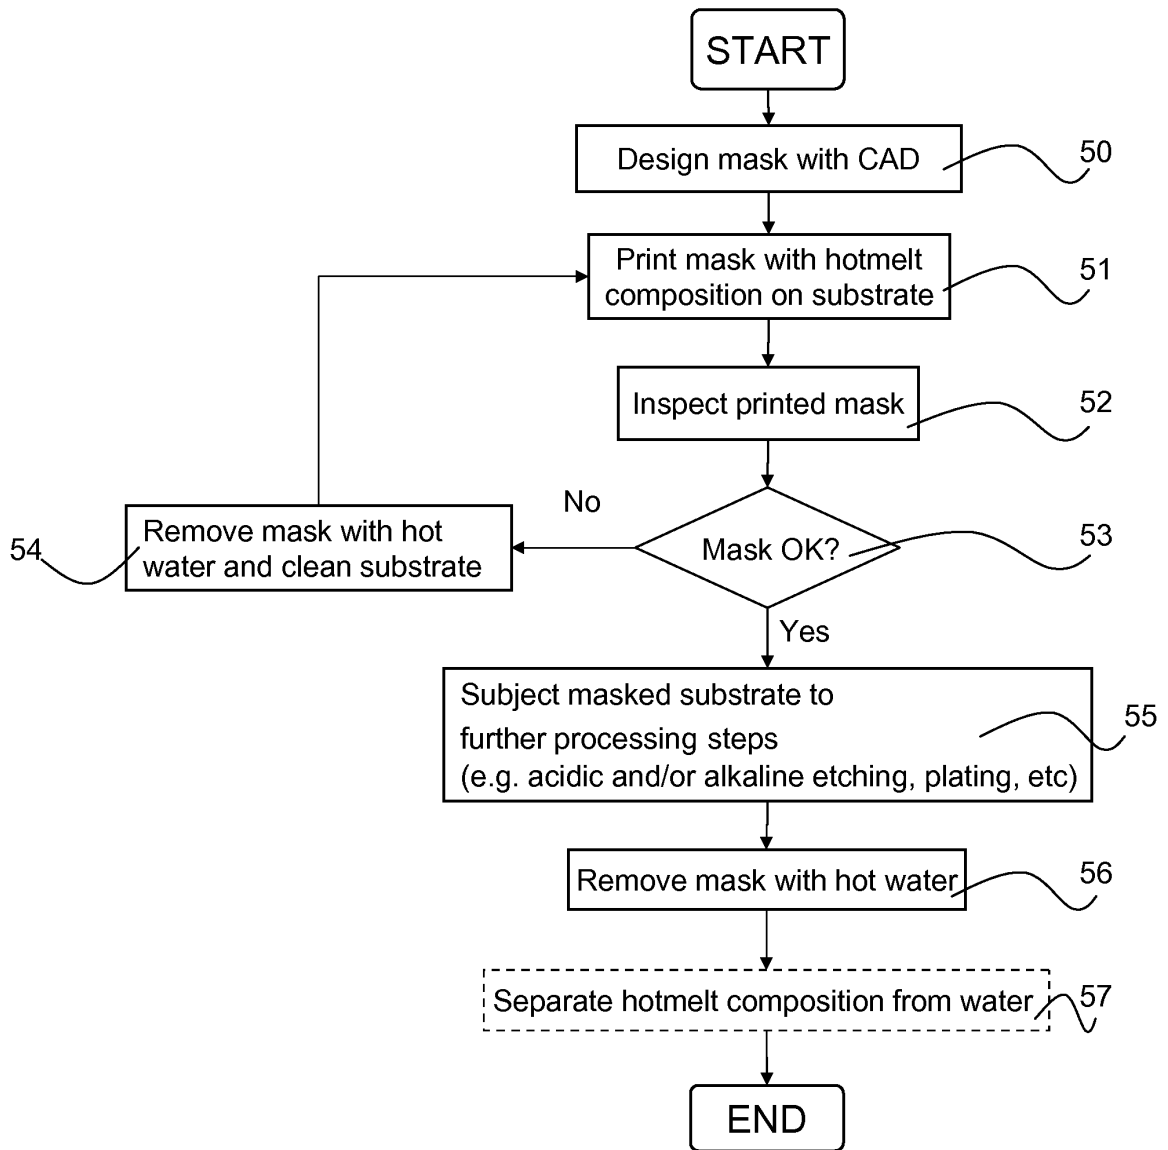 START
Design mask with CAD
50
Print mask with hotmelt
composition on substrate
51
Inspect printed mask
52
No
Mask OK?
53
54
Remove mask with hot
water and clean substrate
Yes
Subject masked substrate to
further processing steps
(e.g. acidic and/or alkaline etching, plating, etc)
55
Remove mask with hot water
56
Separate hotmelt composition from water
57
END